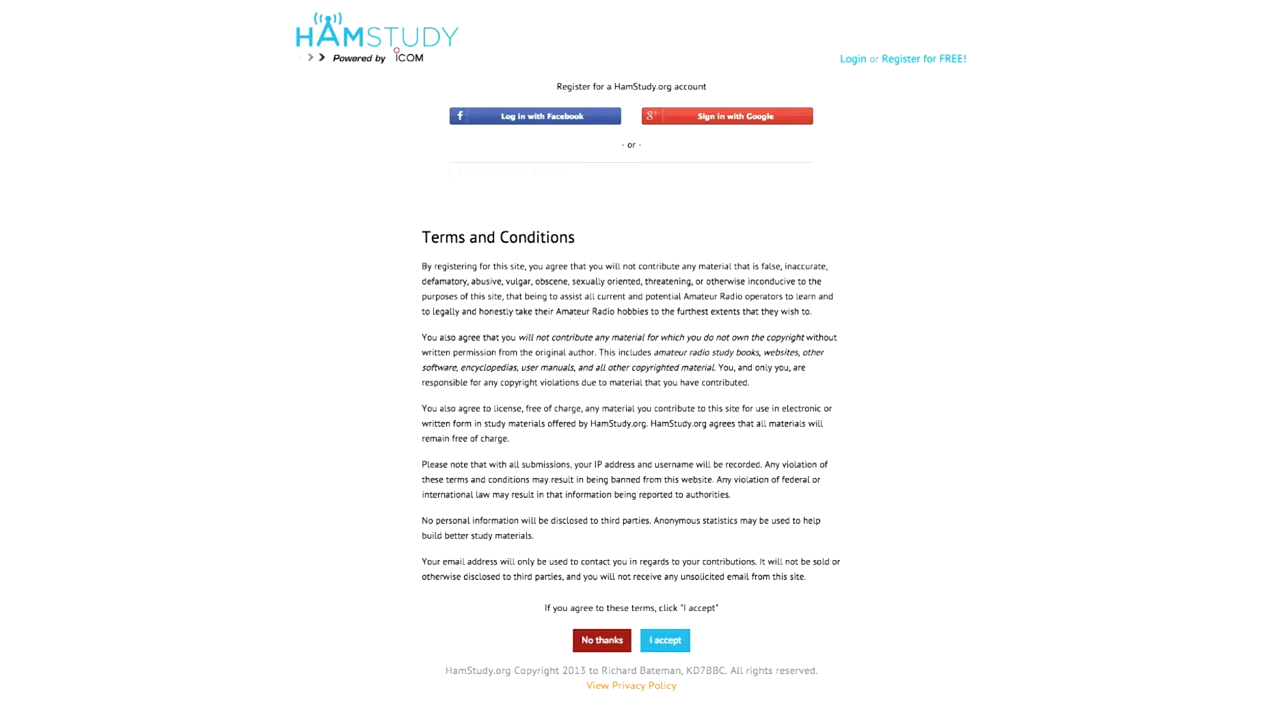 HAMSTUDY
Powered by ICOM
Login or Register for FREE!
Register for a HamStudy.org account
f Log in with Facebook
g+ Sign in with Google
- or -
Terms and Conditions
By registering for this site, you agree that you will not contribute any material that is false, inaccurate,
defamatory, abusive, vulgar, obscene, sexually oriented, threatening, or otherwise inconducive to the
purposes of this site, that being to assist all current and potential Amateur Radio operators to learn and
to legally and honestly take their Amateur Radio hobbies to the furthest extents that they wish to.
You also agree that you will not contribute any material for which you do not own the copyright without
written permission from the original author. This includes amateur radio study books, websites, other
software, encyclopedias, user manuals, and all other copyrighted material. You, and only you, are
responsible for any copyright violations due to material that you have contributed.
You also agree to license, free of charge, any material you contribute to this site for use in electronic or
written form in study materials offered by HamStudy.org. HamStudy.org agrees that all materials will
remain free of charge.
Please note that with all submissions, your IP address and username will be recorded. Any violation of
these terms and conditions may result in being banned from this website. Any violation of federal or
international law may result in that information being reported to authorities.
No personal information will be disclosed to third parties. Anonymous statistics may be used to help
build better study materials.
Your email address will only be used to contact you in regards to your contributions. It will not be sold or
otherwise disclosed to third parties, and you will not receive any unsolicited email from this site.
If you agree to these terms, click "I accept"
No thanks
I accept
HamStudy.org Copyright 2013 to Richard Bateman, KD7BBC. All rights reserved.
View Privacy Policy